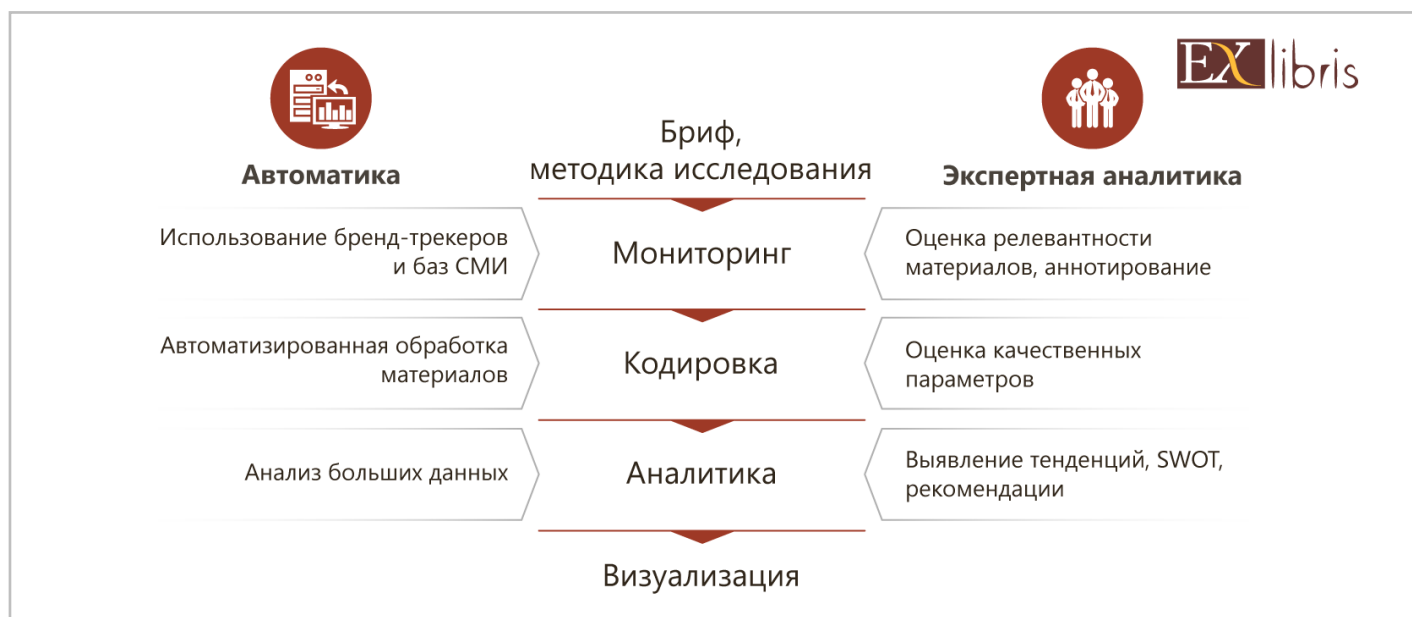 EX libris
Бриф,
методика исследования
Автоматика
Экспертная аналитика
Использование бренд-трекеров
и баз СМИ
Мониторинг
Оценка релевантности
материалов, аннотирование
Автоматизированная обработка
материалов
Кодировка
Оценка качественных
параметров
Анализ больших данных
Аналитика
Выявление тенденций, SWOT,
рекомендации
Визуализация